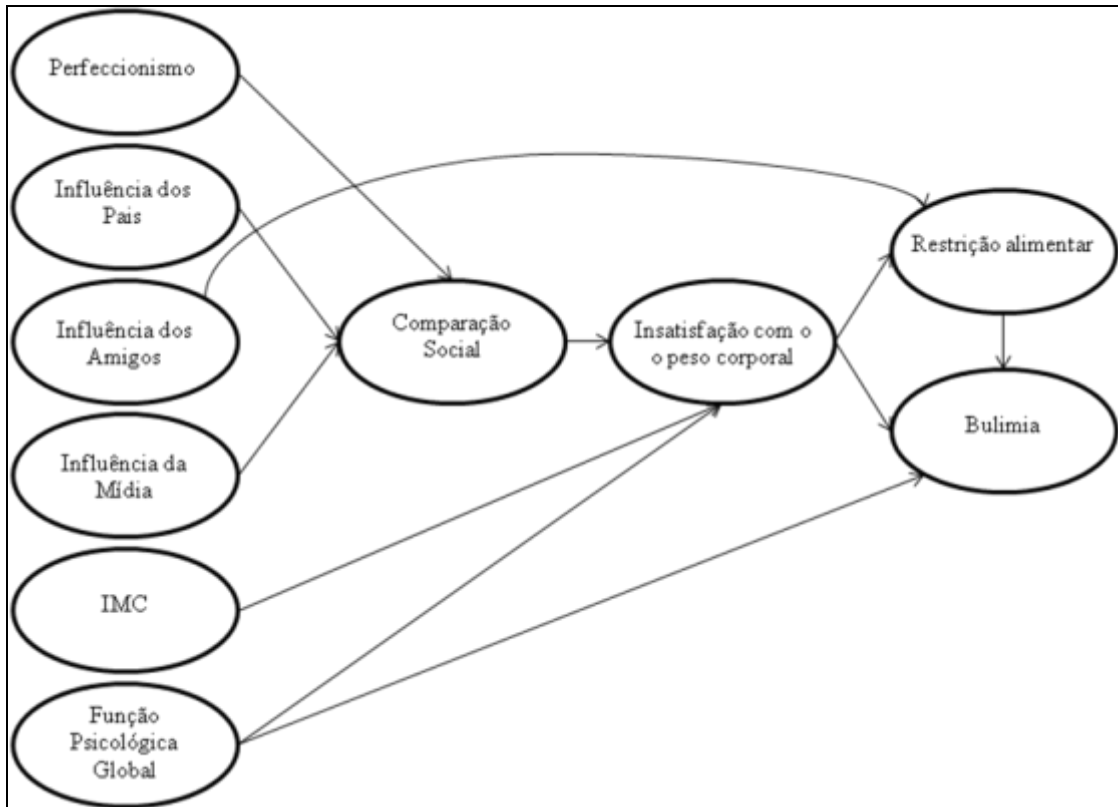 Perfeccionismo
Influência dos
Pais
Influência dos
Amigos
Influência da
Mídia
IMC
Função
Psicológica
Global
Comparação
Social
Insatisfação com o
o peso corporal
Restrição alimentar
Bulimia